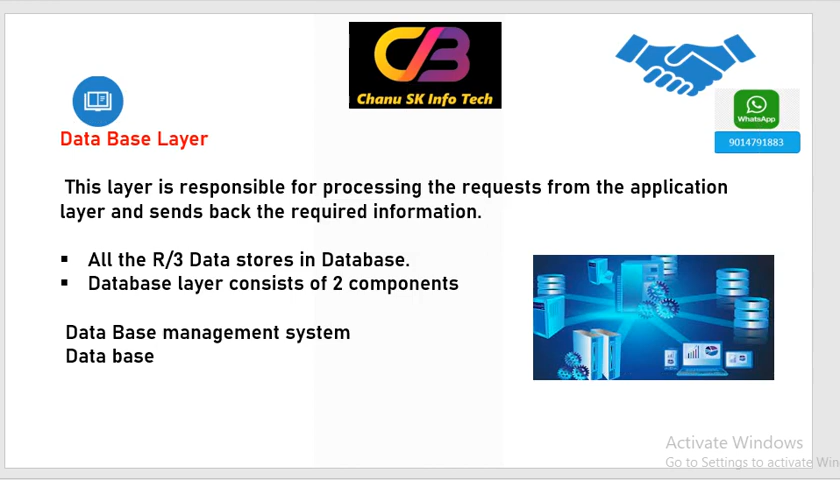 Chanu SK Info Tech
WhatsApp
9014791883
Data Base Layer
This layer is responsible for processing the requests from the application
layer and sends back the required information.
▪ All the R/3 Data stores in Database.
▪ Database layer consists of 2 components
Data Base management system
Data base
Activate Windows
Go to Settings to activate Win